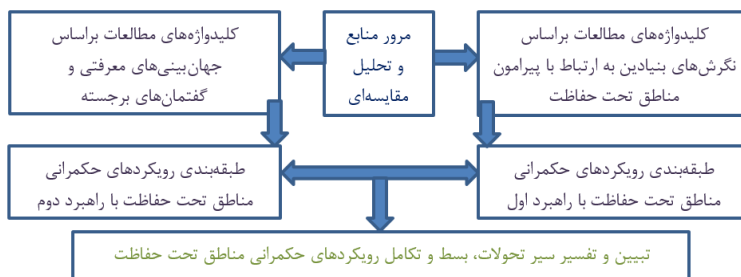 کلیدواژه‌های مطالعات براساس
نگرش‌های بنیادین به ارتباط با پیرامون
مناطق تحت حفاظت
مرور منابع
و تحلیل
مقایسه‌ای
کلیدواژه‌های مطالعات براساس
جهان‌بینی‌های معرفتی و
گفتمان‌های برجسته
طبقه‌بندی رویکردهای حکمرانی
مناطق تحت حفاظت با راهبرد اول
طبقه‌بندی رویکردهای حکمرانی
مناطق تحت حفاظت با راهبرد دوم
تبیین و تفسیر سیر تحولات، بسط و تکامل رویکردهای حکمرانی مناطق تحت حفاظت